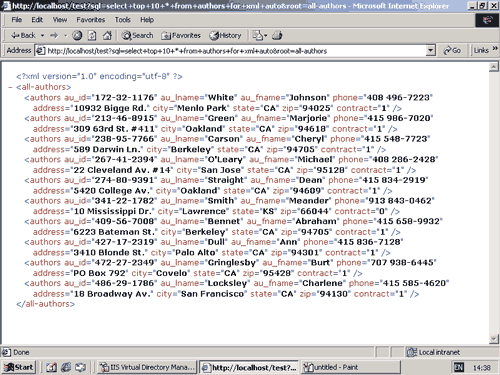 http://localhost/test?sql=select+top+10+*+from+authors+for+xml+auto&root=all-authors - Microsoft Internet Explorer
File Edit View Favorites Tools Help
Back Search Favorites History
Address http://localhost/test?sql=select+top+10+*+from+authors+for+xml+auto&root=all-authors Go Links »
<?xml version="1.0" encoding="utf-8" ?>
- <all-authors>
<authors au_id="172-32-1176" au_lname="White" au_fname="Johnson" phone="408 496-7223"
address="10932 Bigge Rd." city="Menlo Park" state="CA" zip="94025" contract="1" />
<authors au_id="213-46-8915" au_lname="Green" au_fname="Marjorie" phone="415 986-7020"
address="309 63rd St. #411" city="Oakland" state="CA" zip="94618" contract="1" />
<authors au_id="238-95-7766" au_lname="Carson" au_fname="Cheryl" phone="415 548-7723"
address="589 Darwin Ln." city="Berkeley" state="CA" zip="94705" contract="1" />
<authors au_id="267-41-2394" au_lname="O'Leary" au_fname="Michael" phone="408 286-2428"
address="22 Cleveland Av. #14" city="San Jose" state="CA" zip="95128" contract="1" />
<authors au_id="274-80-9391" au_lname="Straight" au_fname="Dean" phone="415 834-2919"
address="5420 College Av." city="Oakland" state="CA" zip="94609" contract="1" />
<authors au_id="341-22-1782" au_lname="Smith" au_fname="Meander" phone="913 843-0462"
address="10 Mississippi Dr." city="Lawrence" state="KS" zip="66044" contract="0" />
<authors au_id="409-56-7008" au_lname="Bennet" au_fname="Abraham" phone="415 658-9932"
address="6223 Bateman St." city="Berkeley" state="CA" zip="94705" contract="1" />
<authors au_id="427-17-2319" au_lname="Dull" au_fname="Ann" phone="415 836-7128"
address="3410 Blonde St." city="Palo Alto" state="CA" zip="94301" contract="1" />
<authors au_id="472-27-2349" au_lname="Gringlesby" au_fname="Burt" phone="707 938-6445"
address="PO Box 792" city="Covelo" state="CA" zip="95428" contract="1" />
<authors au_id="486-29-1786" au_lname="Locksley" au_fname="Charlene" phone="415 585-4620"
address="18 Broadway Av." city="San Francisco" state="CA" zip="94130" contract="1" />
</all-authors>
Done Local intranet
Start IIS Virtual Directory Mana... http://localhost/test?... untitled - Paint EN 14:38